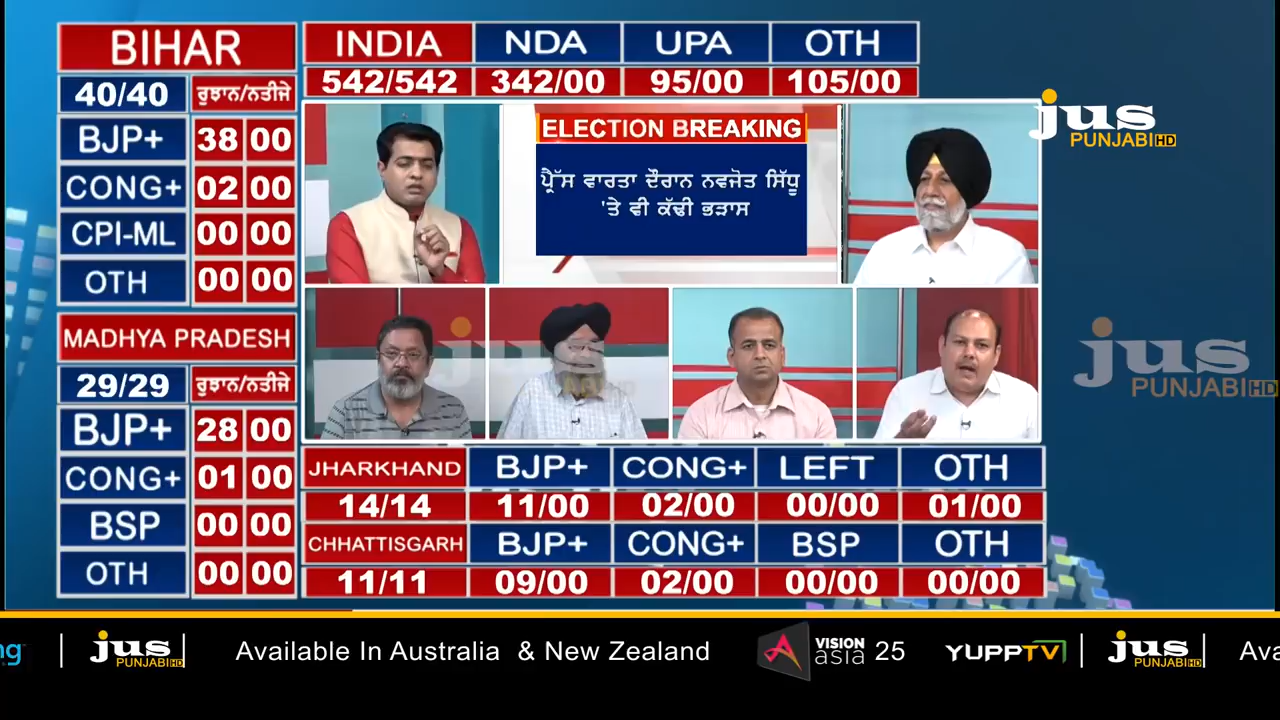 BIHAR
40/40 ਰੁਝਾਨ/ਨਤੀਜੇ
BJP+ 38 00
CONG+ 02 00
CPI-ML 00 00
OTH 00 00
MADHYA PRADESH
29/29 ਰੁਝਾਨ/ਨਤੀਜੇ
BJP+ 28 00
CONG+ 01 00
BSP 00 00
OTH 00 00
INDIA NDA UPA OTH
542/542 342/00 95/00 105/00
ELECTION BREAKING
ਪ੍ਰੈੱਸ ਵਾਰਤਾ ਦੌਰਾਨ ਨਵਜੋਤ ਸਿੱਧੂ
'ਤੇ ਵੀ ਕੱਢੀ ਭੜਾਸ
jus
PUNJABI HD
jus
PUNJABI HD
jus
PUNJABI HD
JHARKHAND BJP+ CONG+ LEFT OTH
14/14 11/00 02/00 00/00 01/00
CHHATTISGARH BJP+ CONG+ BSP OTH
11/11 09/00 02/00 00/00 00/00
ng | jus PUNJABI HD | Available In Australia & New Zealand VISION asia 25 YUPPTV | jus PUNJABI HD | Ava